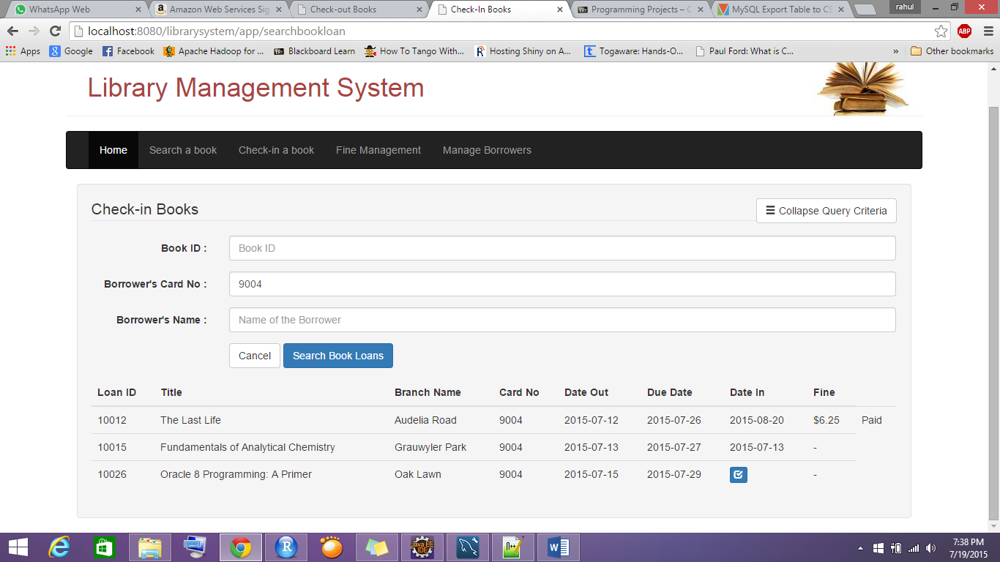 WhatsApp Web
Amazon Web Services Sig
Check-out Books
Check-In Books
Programming Projects – C
MySQL Export Table to CS
rahul
localhost:8080/librarysystem/app/searchbookloan
ABP
Apps Google Facebook Apache Hadoop for ... Blackboard Learn How To Tango With... Hosting Shiny on A... Togaware: Hands-O... Paul Ford: What is C... » Other bookmarks
Library Management System
Home Search a book Check-in a book Fine Management Manage Borrowers
Check-in Books
Collapse Query Criteria
Book ID : Book ID
Borrower's Card No : 9004
Borrower's Name : Name of the Borrower
Cancel Search Book Loans
Loan ID Title Branch Name Card No Date Out Due Date Date In Fine
10012 The Last Life Audelia Road 9004 2015-07-12 2015-07-26 2015-08-20 $6.25 Paid
10015 Fundamentals of Analytical Chemistry Grauwyler Park 9004 2015-07-13 2015-07-27 2015-07-13 -
10026 Oracle 8 Programming: A Primer Oak Lawn 9004 2015-07-15 2015-07-29 -
7:38 PM
7/19/2015